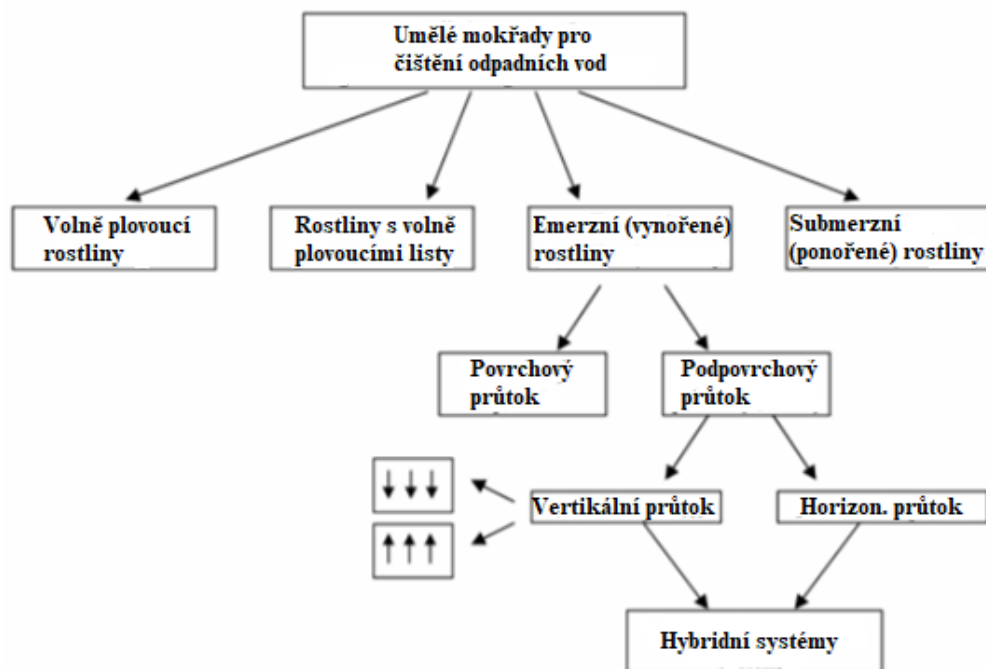 Umělé mokřady pro
čištění odpadních vod
Volně plovoucí
rostliny
Rostliny s volně
plovoucími listy
Emerzní (vynořené)
rostliny
Submerzní
(ponořené) rostliny
Povrchový
průtok
Podpovrchový
průtok
Vertikální průtok
Horizon. průtok
Hybridní systémy